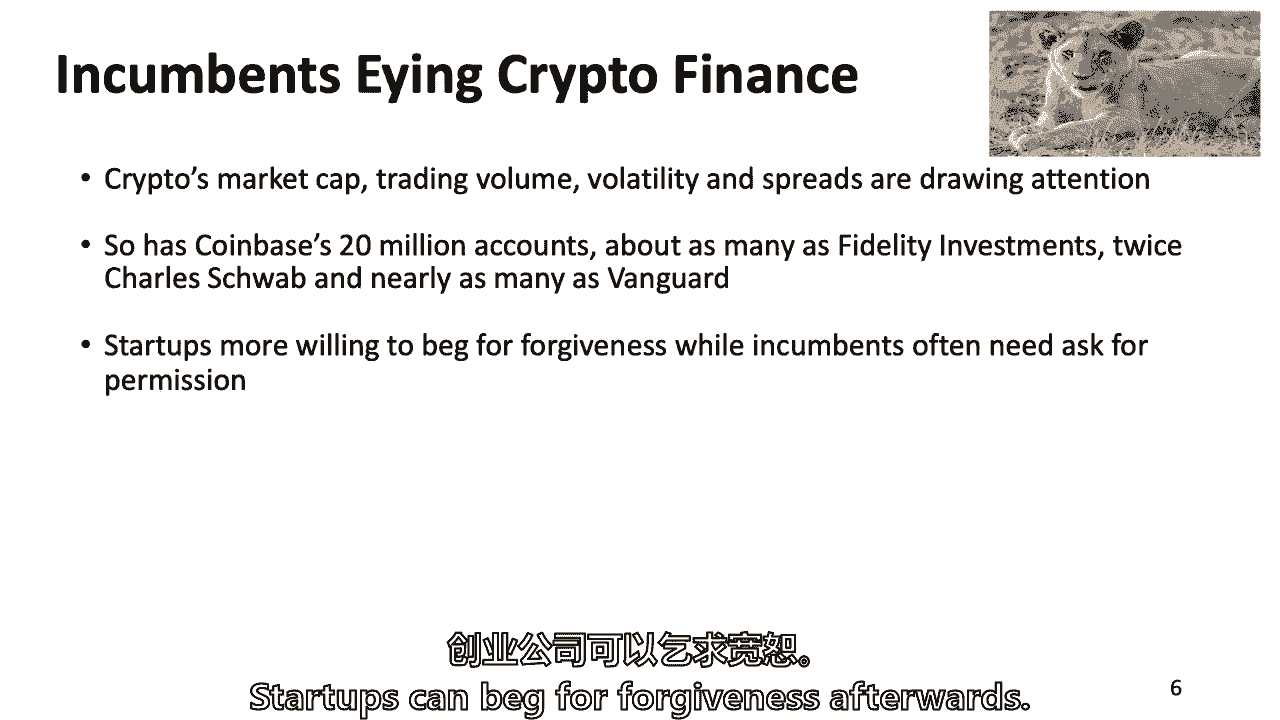 Incumbents Eying Crypto Finance
• Crypto's market cap, trading volume, volatility and spreads are drawing attention
• So has Coinbase's 20 million accounts, about as many as Fidelity Investments, twice
Charles Schwab and nearly as many as Vanguard
• Startups more willing to beg for forgiveness while incumbents often need ask for
permission
创业公司可以乞求宽恕。
Startups can beg for forgiveness afterwards.
6